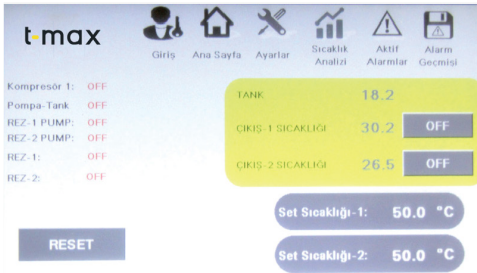 t-max
Giriş
Ana Sayfa
Ayarlar
Sıcaklık
Analizi
Aktif
Alarmlar
Alarm
Geçmişi
Kompresör 1: OFF
Pompa-Tank OFF
REZ-1 PUMP: OFF
REZ-2 PUMP: OFF
REZ-1: OFF
REZ-2: OFF
TANK 18.2
ÇIKIŞ-1 SICAKLIĞI 30.2 OFF
ÇIKIŞ-2 SICAKLIĞI 26.5 OFF
Set Sıcaklığı-1: 50.0 °C
Set Sıcaklığı-2: 50.0 °C
RESET